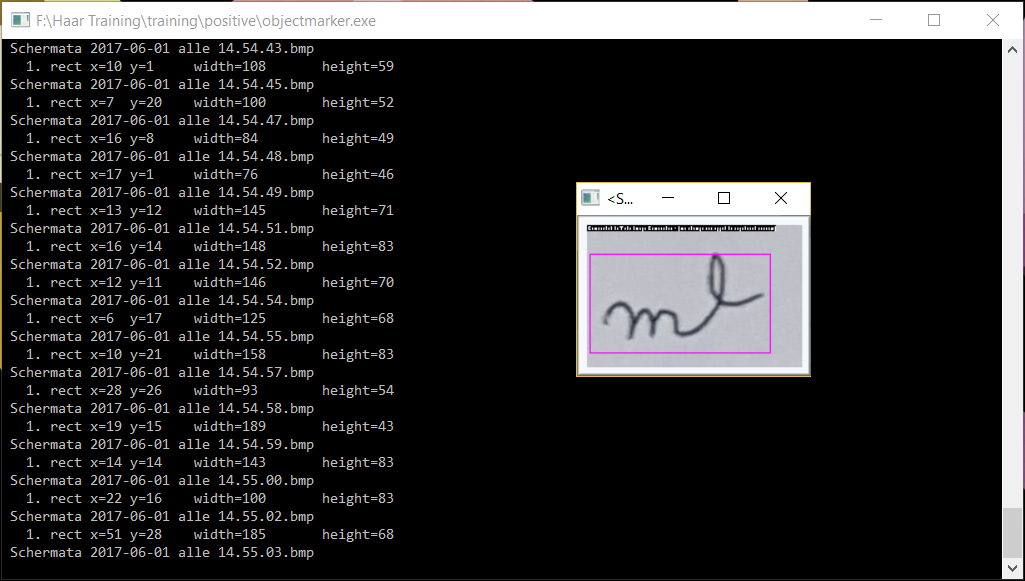 F:\Haar Training\training\positive\objectmarker.exe
Schermata 2017-06-01 alle 14.54.43.bmp
1. rect x=10 y=1 width=108 height=59
Schermata 2017-06-01 alle 14.54.45.bmp
1. rect x=7 y=20 width=100 height=52
Schermata 2017-06-01 alle 14.54.47.bmp
1. rect x=16 y=8 width=84 height=49
Schermata 2017-06-01 alle 14.54.48.bmp
1. rect x=17 y=1 width=76 height=46
Schermata 2017-06-01 alle 14.54.49.bmp
1. rect x=13 y=12 width=145 height=71
Schermata 2017-06-01 alle 14.54.51.bmp
1. rect x=16 y=14 width=148 height=83
Schermata 2017-06-01 alle 14.54.52.bmp
1. rect x=12 y=11 width=146 height=70
Schermata 2017-06-01 alle 14.54.54.bmp
1. rect x=6 y=17 width=125 height=68
Schermata 2017-06-01 alle 14.54.55.bmp
1. rect x=10 y=21 width=158 height=83
Schermata 2017-06-01 alle 14.54.57.bmp
1. rect x=28 y=26 width=93 height=54
Schermata 2017-06-01 alle 14.54.58.bmp
1. rect x=19 y=15 width=189 height=43
Schermata 2017-06-01 alle 14.54.59.bmp
1. rect x=14 y=14 width=143 height=83
Schermata 2017-06-01 alle 14.55.00.bmp
1. rect x=22 y=16 width=100 height=83
Schermata 2017-06-01 alle 14.55.02.bmp
1. rect x=51 y=28 width=185 height=68
Schermata 2017-06-01 alle 14.55.03.bmp
<S...
ml